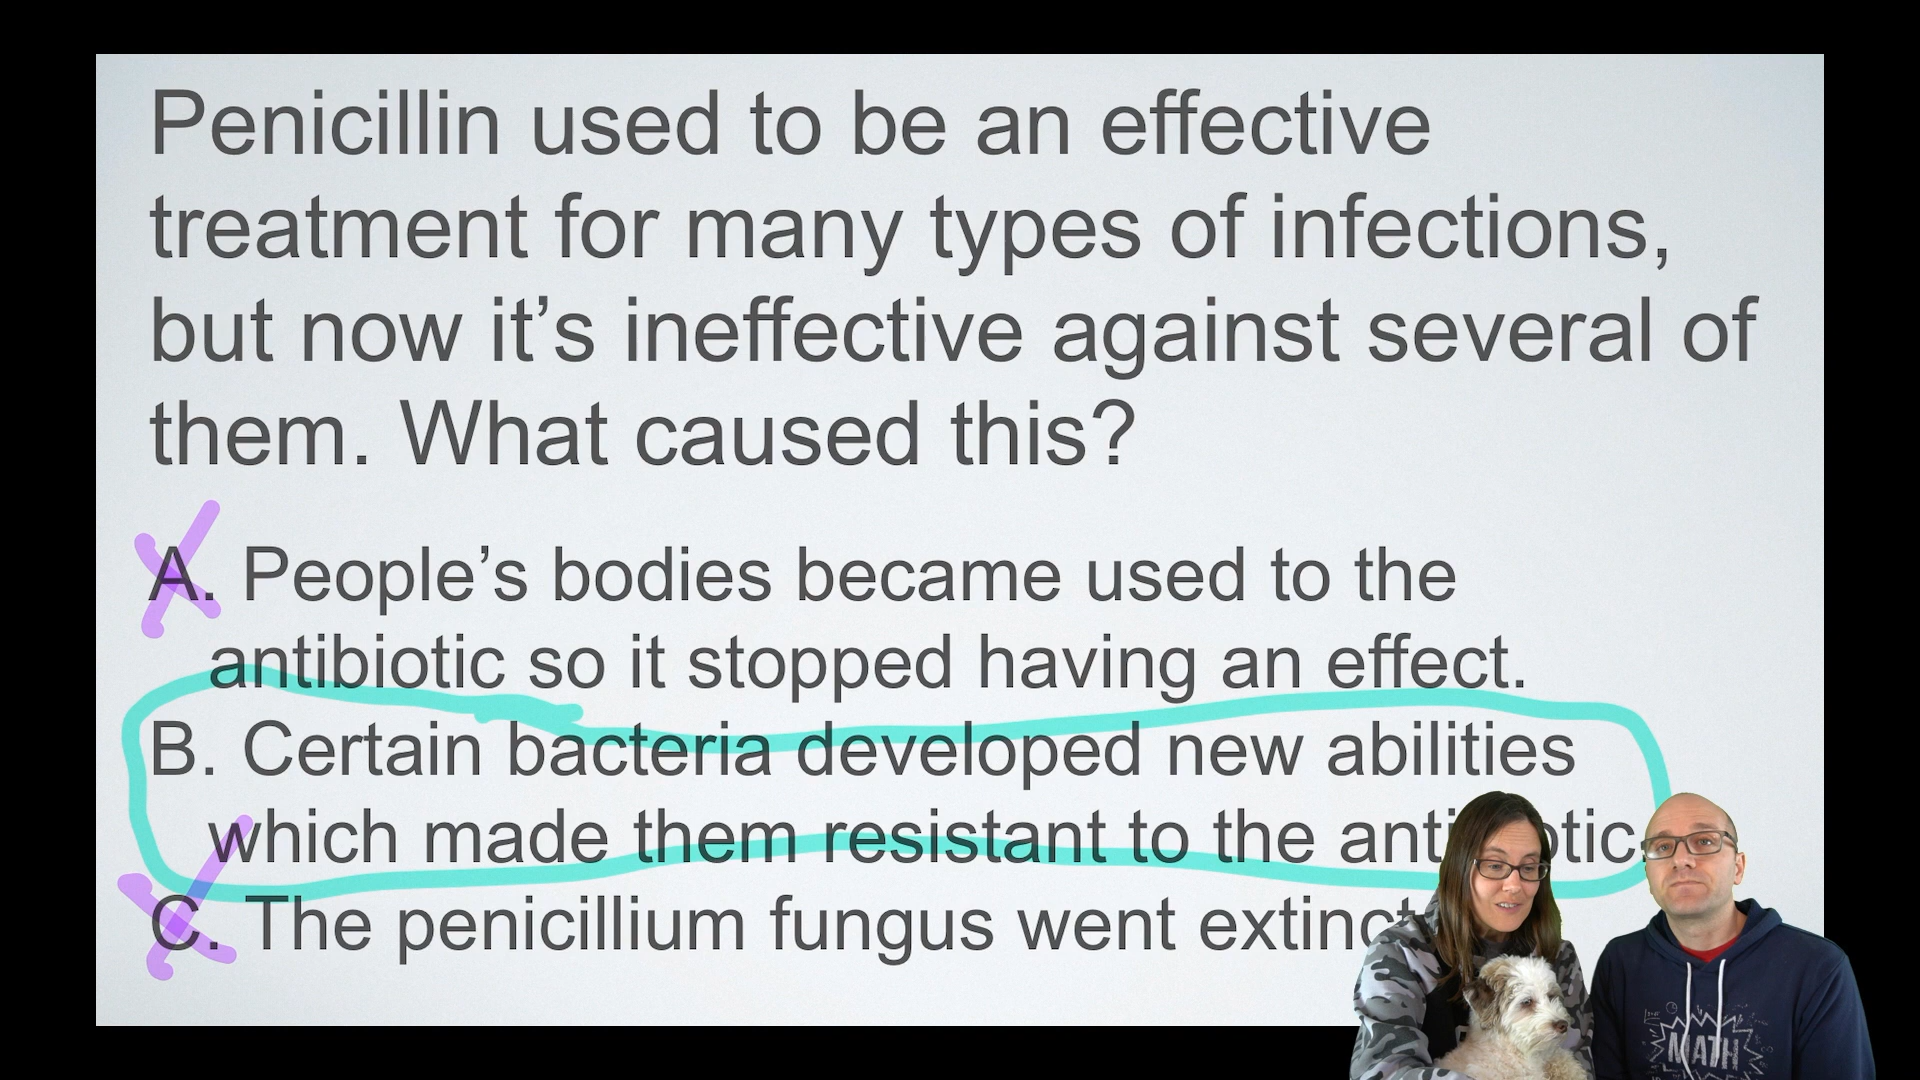 Penicillin used to be an effective
treatment for many types of infections,
but now it’s ineffective against several of
them. What caused this?
A. People’s bodies became used to the
antibiotic so it stopped having an effect.
B. Certain bacteria developed new abilities
which made them resistant to the
C. The penicillium fungus went
MATH